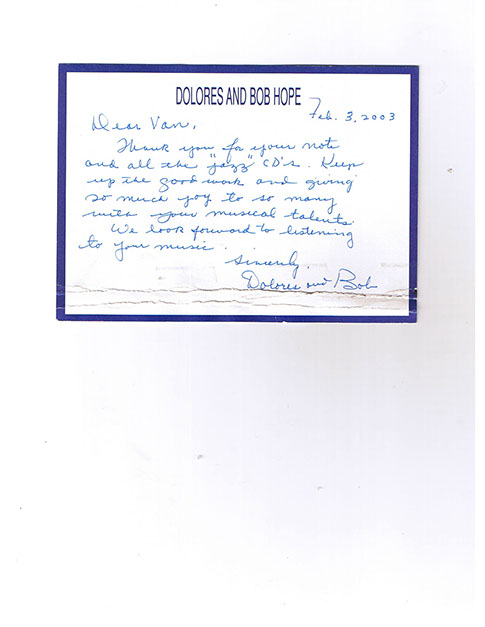 DOLORES AND BOB HOPE
Feb. 3, 2003
Dear Van,
Thank you for your note
and all the "jazz" CD's. Keep
up the good work and giving
so much joy to so many
with your musical talents.
We look forward to listening
to your music.
Sincerely,
Dolores and Bob